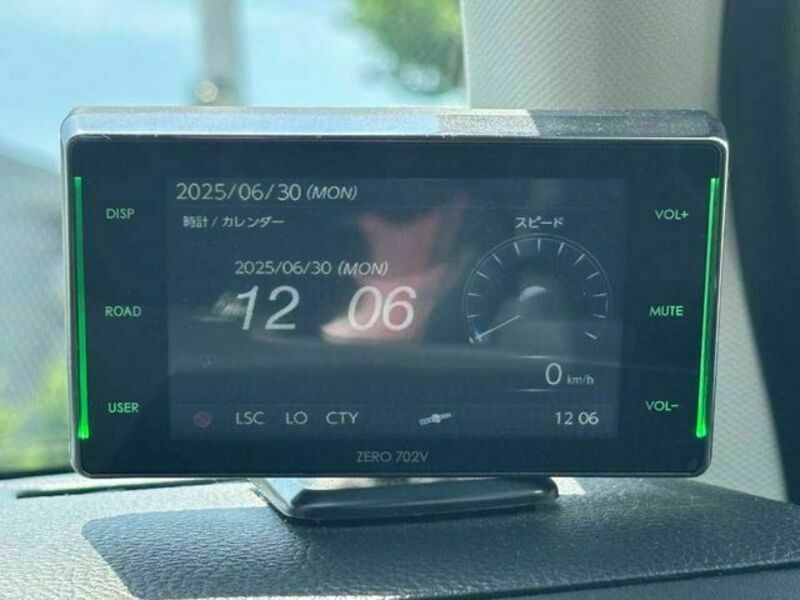 2025/06/30 (MON)
時計 / カレンダー
スピード
2025/06/30 (MON)
12 06
0 km/h
LSC LO CTY
12 06
DISP
ROAD
USER
VOL+
MUTE
VOL−
ZERO 702V